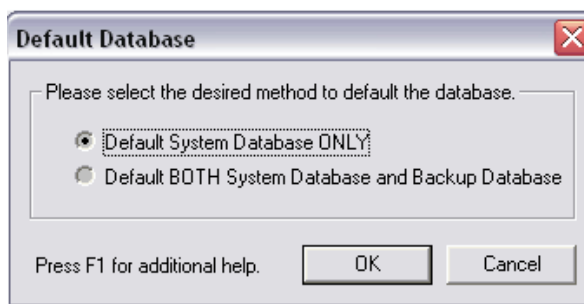 Default Database
Please select the desired method to default the database.
Default System Database ONLY
Default BOTH System Database and Backup Database
Press F1 for additional help.
OK
Cancel